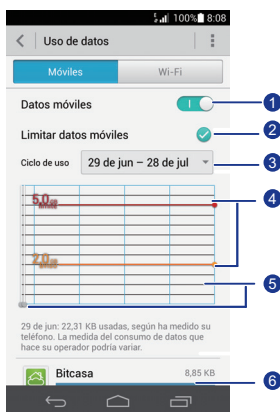 100% 8:08
Uso de datos
Móviles Wi-Fi
Datos móviles
1
Limitar datos móviles
2
Ciclo de uso 29 de jun – 28 de jul
3
5,0
4
2,0
5
29 de jun: 22,31 KB usadas, según ha medido su
teléfono. La medida del consumo de datos que
hace su operador podría variar.
Bitcasa 8,85 KB
6